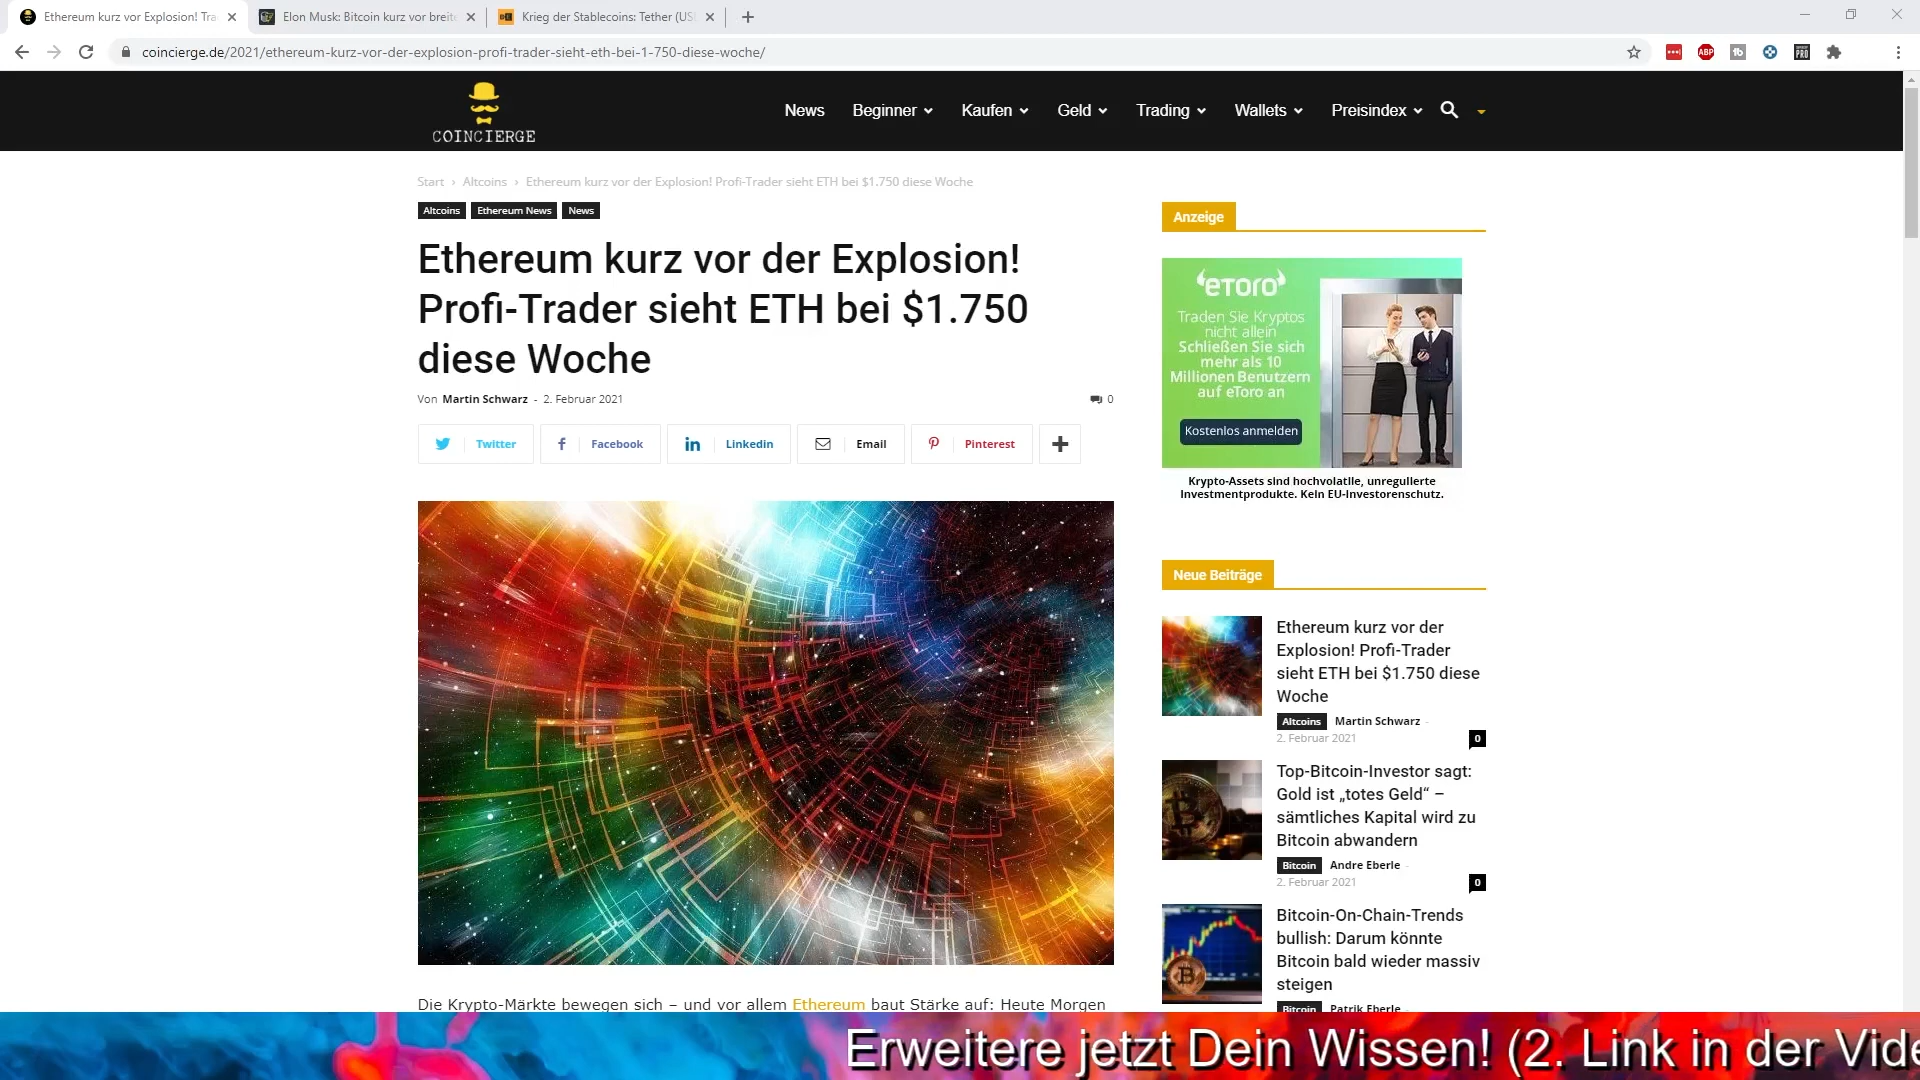 Ethereum kurz vor Explosion! Tra
Elon Musk: Bitcoin kurz vor breite
Krieg der Stablecoins: Tether (US
coincierge.de/2021/ethereum-kurz-vor-der-explosion-profi-trader-sieht-eth-bei-1-750-diese-woche/
ABP
PRO
COINCIERGE
News
Beginner
Kaufen
Geld
Trading
Wallets
Preisindex
Start › Altcoins › Ethereum kurz vor der Explosion! Profi-Trader sieht ETH bei $1.750 diese Woche
Altcoins
Ethereum News
News
Ethereum kurz vor der Explosion!
Profi-Trader sieht ETH bei $1.750
diese Woche
Von Martin Schwarz - 2. Februar 2021
0
Twitter
Facebook
Linkedin
Email
Pinterest
Die Krypto-Märkte bewegen sich – und vor allem Ethereum baut Stärke auf: Heute Morgen
Anzeige
eToro
Traden Sie Kryptos
nicht allein
Schließen Sie sich
mehr als 10
Millionen Benutzern
auf eToro an
Kostenlos anmelden
Krypto-Assets sind hochvolatile, unregulierte
Investmentprodukte. Kein EU-Investorenschutz.
Neue Beiträge
Ethereum kurz vor der
Explosion! Profi-Trader
sieht ETH bei $1.750 diese
Woche
Altcoins Martin Schwarz -
2. Februar 2021
0
Top-Bitcoin-Investor sagt:
Gold ist „totes Geld“ –
sämtliches Kapital wird zu
Bitcoin abwandern
Bitcoin Andre Eberle -
2. Februar 2021
0
Bitcoin-On-Chain-Trends
bullish: Darum könnte
Bitcoin bald wieder massiv
steigen
Bitcoin Patrik Eberle
Erweitere jetzt Dein Wissen! (2. Link in der Vide